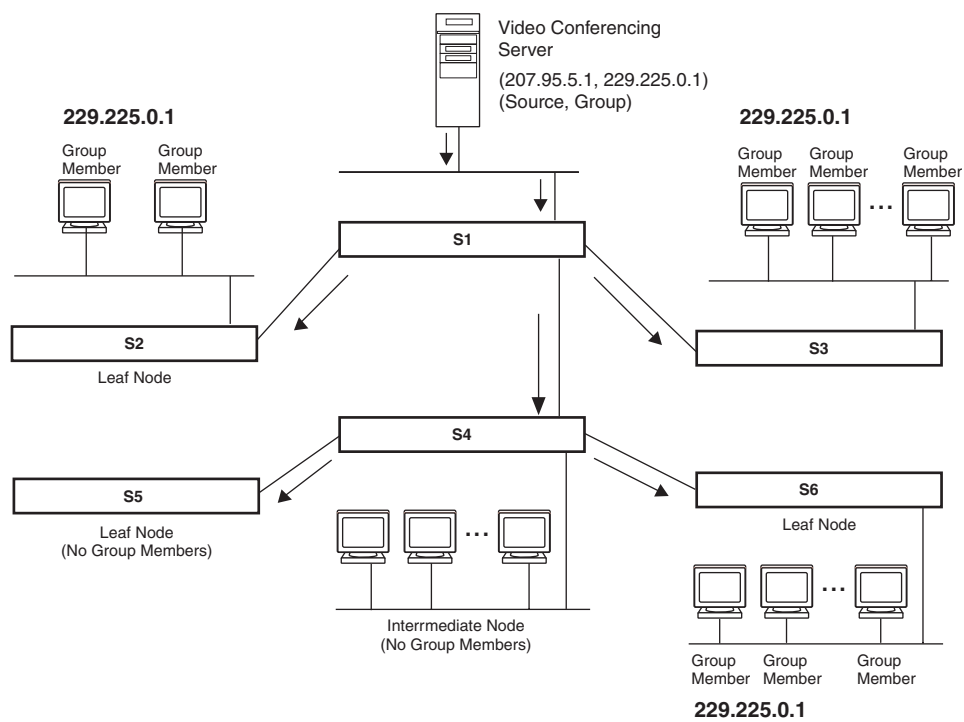 Video Conferencing
Server
(207.95.5.1, 229.225.0.1)
(Source, Group)
229.225.0.1
Group
Member
Group
Member
229.225.0.1
Group
Member
Group
Member
...
Group
Member
S1
S2
Leaf Node
S3
S4
S5
Leaf Node
(No Group Members)
S6
Leaf Node
...
Interrmediate Node
(No Group Members)
...
Group
Member
Group
Member
Group
Member
229.225.0.1